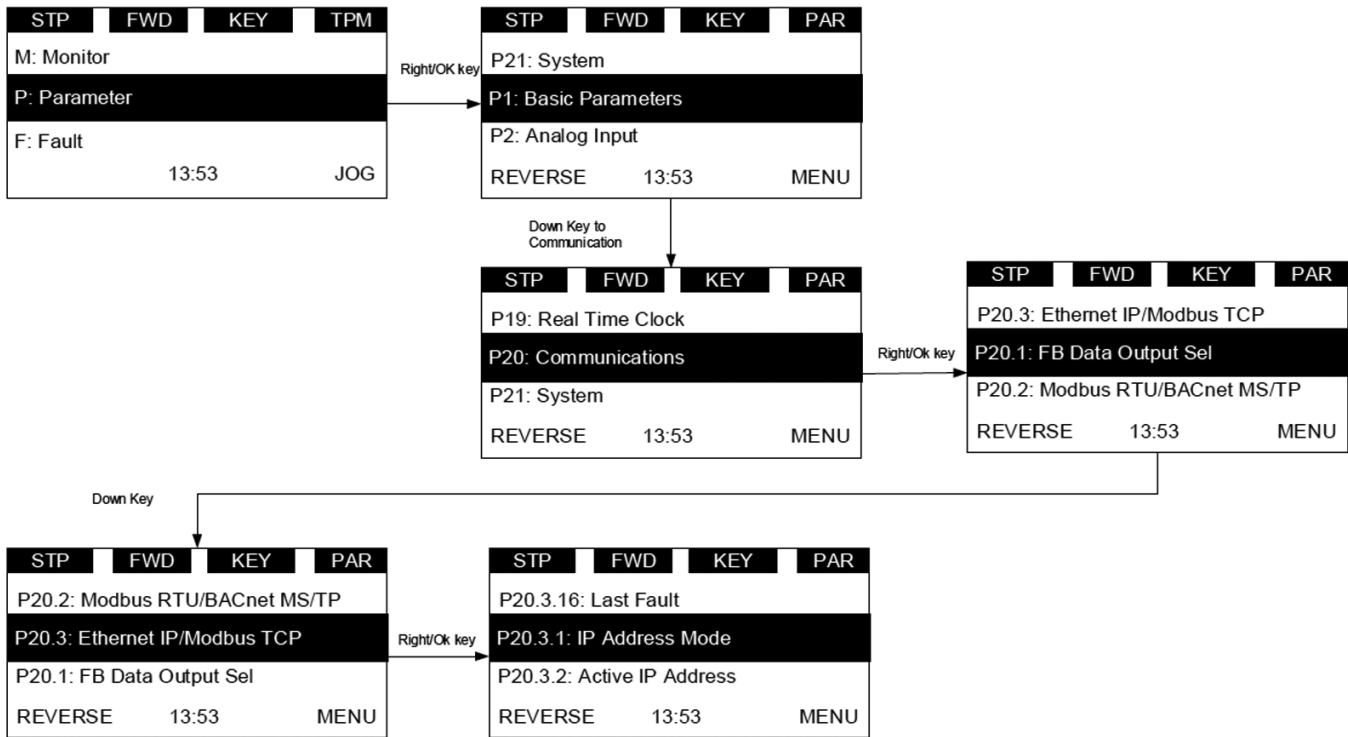 STP FWD KEY TPM
M: Monitor
P: Parameter
F: Fault
13:53 JOG
Right/OK key
STP FWD KEY PAR
P21: System
P1: Basic Parameters
P2: Analog Input
REVERSE 13:53 MENU
Down Key to
Communication
STP FWD KEY PAR
P19: Real Time Clock
P20: Communications
P21: System
REVERSE 13:53 MENU
Right/Ok key
STP FWD KEY PAR
P20.3: Ethernet IP/Modbus TCP
P20.1: FB Data Output Sel
P20.2: Modbus RTU/BACnet MS/TP
REVERSE 13:53 MENU
Down Key
STP FWD KEY PAR
P20.2: Modbus RTU/BACnet MS/TP
P20.3: Ethernet IP/Modbus TCP
P20.1: FB Data Output Sel
REVERSE 13:53 MENU
Right/Ok key
STP FWD KEY PAR
P20.3.16: Last Fault
P20.3.1: IP Address Mode
P20.3.2: Active IP Address
REVERSE 13:53 MENU